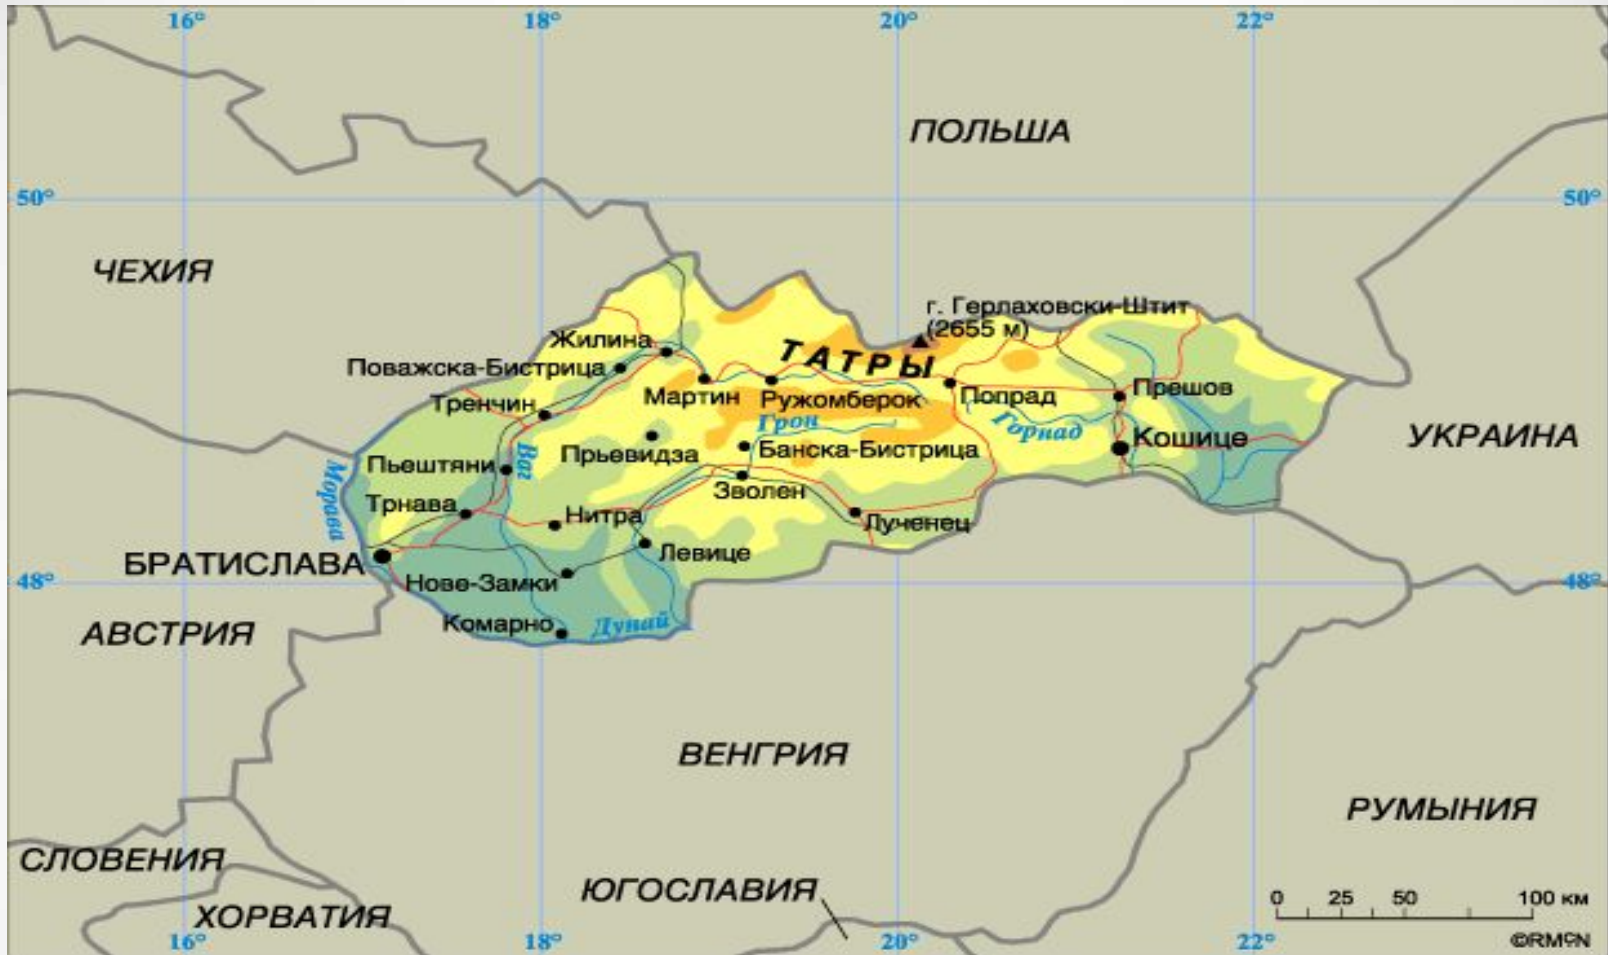 16° 18° 20° 22°
ПОЛЬША
50° 50°
ЧЕХИЯ
г. Герлаховски-Штит
(2655 м)
Жилина
ТАТРЫ
Поважска-Бистрица
Мартин
Ружомберок
Попрад
Прешов
Тренчин
Грон
Горнад
Кошице
УКРАИНА
Прьевидза
Банска-Бистрица
Пьештяни
Ваг
Морава
Зволен
Трнава
Нитра
Лученец
Левице
БРАТИСЛАВА
48° 48°
Нове-Замки
Комарно
Дунай
АВСТРИЯ
ВЕНГРИЯ
РУМЫНИЯ
СЛОВЕНИЯ
ЮГОСЛАВИЯ
ХОРВАТИЯ
0 25 50 100 км
16° 18° 20° 22°
©RMCN